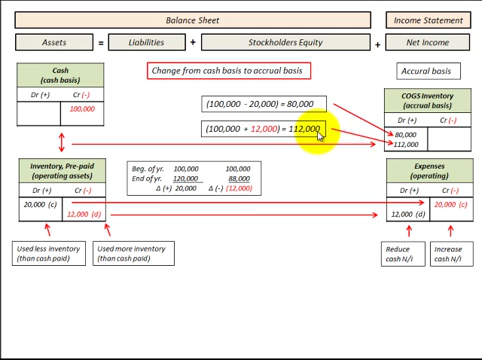 Balance Sheet
Income Statement
Assets = Liabilities + Stockholders Equity + Net Income
Cash
(cash basis)
Dr (+) Cr (-)
100,000
Change from cash basis to accrual basis
Accural basis
(100,000 - 20,000) = 80,000
(100,000 + 12,000) = 112,000
COGS Inventory
(accrual basis)
Dr (+) Cr (-)
80,000
112,000
Inventory, Pre-paid
(operating assets)
Dr (+) Cr (-)
20,000 (c)
12,000 (d)
Beg. of yr. 100,000 100,000
End of yr. 120,000 88,000
Δ (+) 20,000 Δ (-) (12,000)
Expenses
(operating)
Dr (+) Cr (-)
20,000 (c)
12,000 (d)
Used less inventory
(than cash paid)
Used more inventory
(than cash paid)
Reduce
cash N/I
Increase
cash N/I